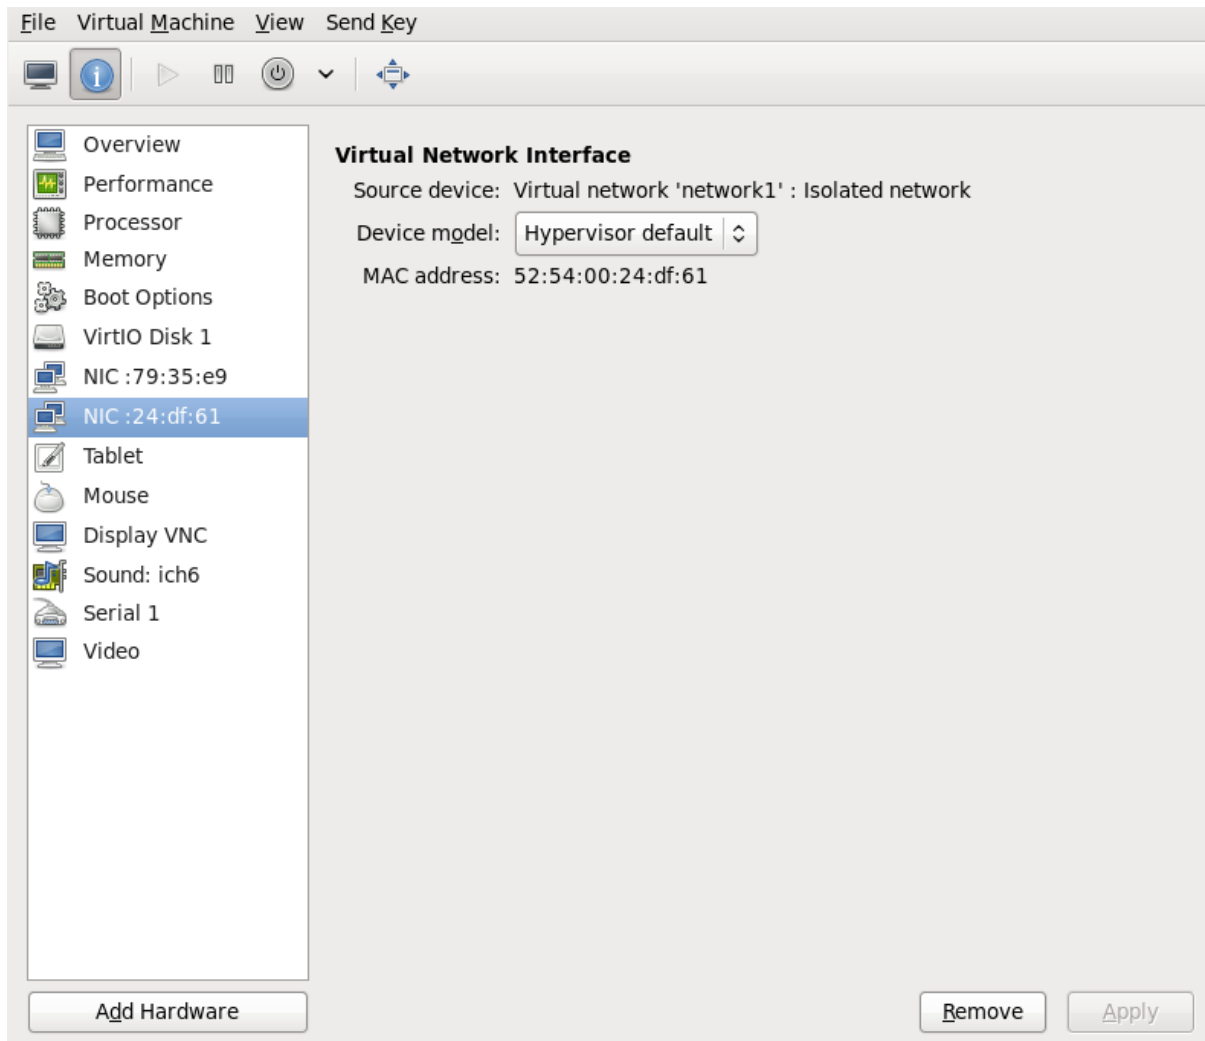 File Virtual Machine View Send Key
Overview
Performance
Processor
Memory
Boot Options
VirtIO Disk 1
NIC :79:35:e9
NIC :24:df:61
Tablet
Mouse
Display VNC
Sound: ich6
Serial 1
Video
Add Hardware
Virtual Network Interface
Source device: Virtual network 'network1' : Isolated network
Device model: Hypervisor default
MAC address: 52:54:00:24:df:61
Remove Apply